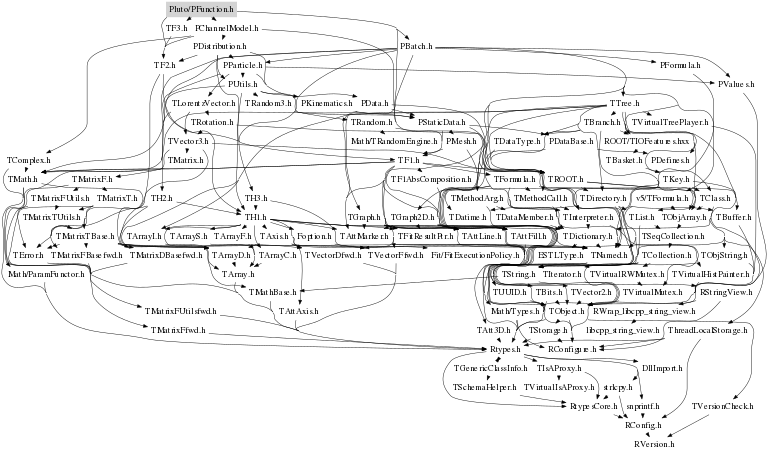 Pluto/PFunction.h
TF3.h PChannelModel.h
PDistribution.h PBatch.h
TF2.h PParticle.h PFormula.h
PUtils.h PValues.h
TLorentzVector.h TRandom3.h PKinematics.h PData.h TTree.h
TRotation.h TRandom.h PStaticData.h TBranch.h TVirtualTreePlayer.h
TVector3.h Math/TRandomEngine.h PMesh.h TDataType.h PDataBase.h ROOT/TIOFeatures.hxx
TComplex.h TMatrix.h TF1.h TBasket.h PDefines.h
TMath.h TMatrixF.h TF1AbsComposition.h TFormula.h TROOT.h TKey.h
TMatrixFUtils.h TMatrixT.h TH2.h TH3.h TMethodArg.h TMethodCall.h TDirectory.h v5/TFormula.h TClass.h
TMatrixTUtils.h TH1.h TGraph.h TGraph2D.h TDatime.h TDataMember.h TInterpreter.h TList.h TObjArray.h TBuffer.h
TMatrixTBase.h TArrayI.h TArrayS.h TArrayF.h TAxis.h Foption.h TAttMarker.h TFitResultPtr.h TAttLine.h TAttFill.h TDictionary.h TSeqCollection.h
TError.h TMatrixFBasefwd.h TMatrixDBasefwd.h TArrayD.h TArrayC.h TVectorDfwd.h TVectorFfwd.h Fit/FitExecutionPolicy.h ESTLType.h TNamed.h TCollection.h TObjString.h
Math/ParamFunctor.h TArray.h TString.h TIterator.h TVirtualRWMutex.h TVirtualHistPainter.h
TMathBase.h TUUID.h TBits.h TVector2.h TVirtualMutex.h RStringView.h
TMatrixFUtilsfwd.h TAttAxis.h Math/Types.h TObject.h RWrap_libcpp_string_view.h
TMatrixFfwd.h TAtt3D.h TStorage.h libcpp_string_view.h ThreadLocalStorage.h
Rtypes.h RConfigure.h
TGenericClassInfo.h TIsAProxy.h DllImport.h
TSchemaHelper.h TVirtualIsAProxy.h strlcpy.h
RtypesCore.h snprintf.h TVersionCheck.h
RConfig.h
RVersion.h